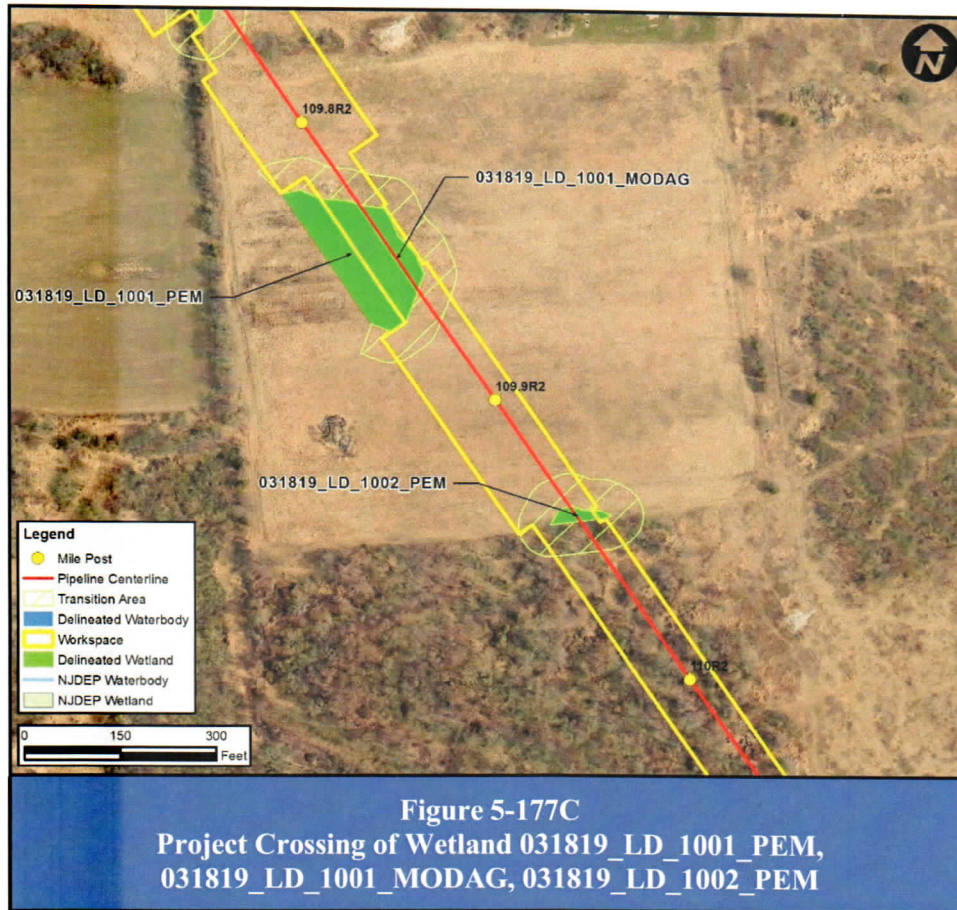 N
109.8R2
031819_LD_1001_MODAG
031819_LD_1001_PEM
109.9R2
031819_LD_1002_PEM
110R2
Legend
Mile Post
Pipeline Centerline
Transition Area
Delineated Waterbody
Workspace
Delineated Wetland
NJDEP Waterbody
NJDEP Wetland
0 150 300
Feet
Figure 5-177C
Project Crossing of Wetland 031819_LD_1001_PEM,
031819_LD_1001_MODAG, 031819_LD_1002_PEM